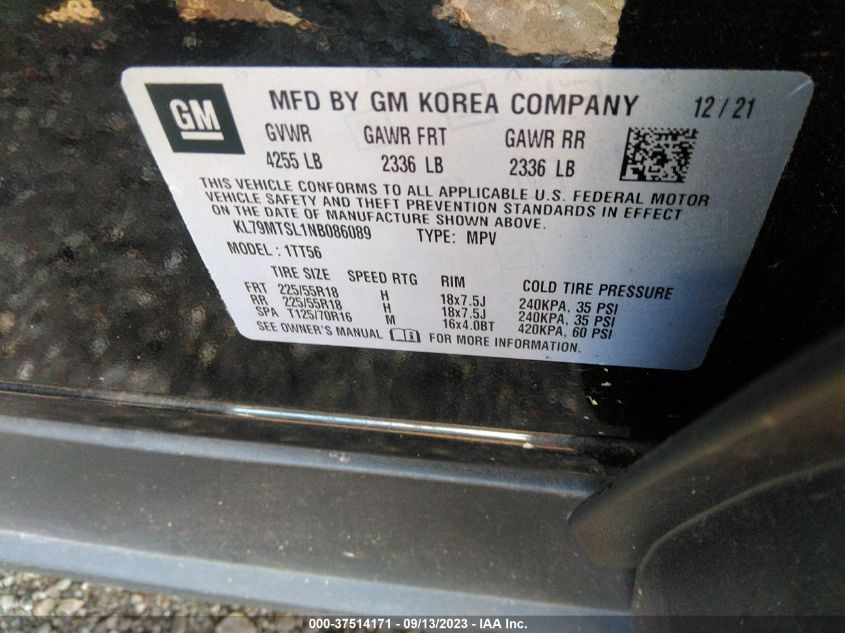 GM MFD BY GM KOREA COMPANY 12/21
GVWR GAWR FRT GAWR RR
4255 LB 2336 LB 2336 LB
THIS VEHICLE CONFORMS TO ALL APPLICABLE U.S. FEDERAL MOTOR
VEHICLE SAFETY AND THEFT PREVENTION STANDARDS IN EFFECT
ON THE DATE OF MANUFACTURE SHOWN ABOVE.
KL79MTSL1NB086089 TYPE: MPV
MODEL : 1TT56
TIRE SIZE SPEED RTG RIM COLD TIRE PRESSURE
FRT 225/55R18 H 18x7.5J 240KPA, 35 PSI
RR 225/55R18 H 18x7.5J 240KPA, 35 PSI
SPA T125/70R16 M 16x4.0BT 420KPA, 60 PSI
SEE OWNER'S MANUAL FOR MORE INFORMATION.
000-37514171 - 09/13/2023 - IAA Inc.